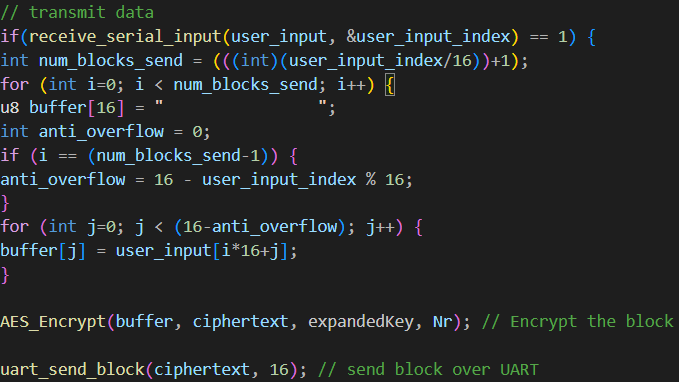 // transmit data
if(receive_serial_input(user_input, &user_input_index) == 1) {
int num_blocks_send = (((int)(user_input_index/16))+1);
for (int i=0; i < num_blocks_send; i++) {
u8 buffer[16] = "                ";
int anti_overflow = 0;
if (i == (num_blocks_send-1)) {
anti_overflow = 16 - user_input_index % 16;
}
for (int j=0; j < (16-anti_overflow); j++) {
buffer[j] = user_input[i*16+j];
}
AES_Encrypt(buffer, ciphertext, expandedKey, Nr); // Encrypt the block
uart_send_block(ciphertext, 16); // send block over UART